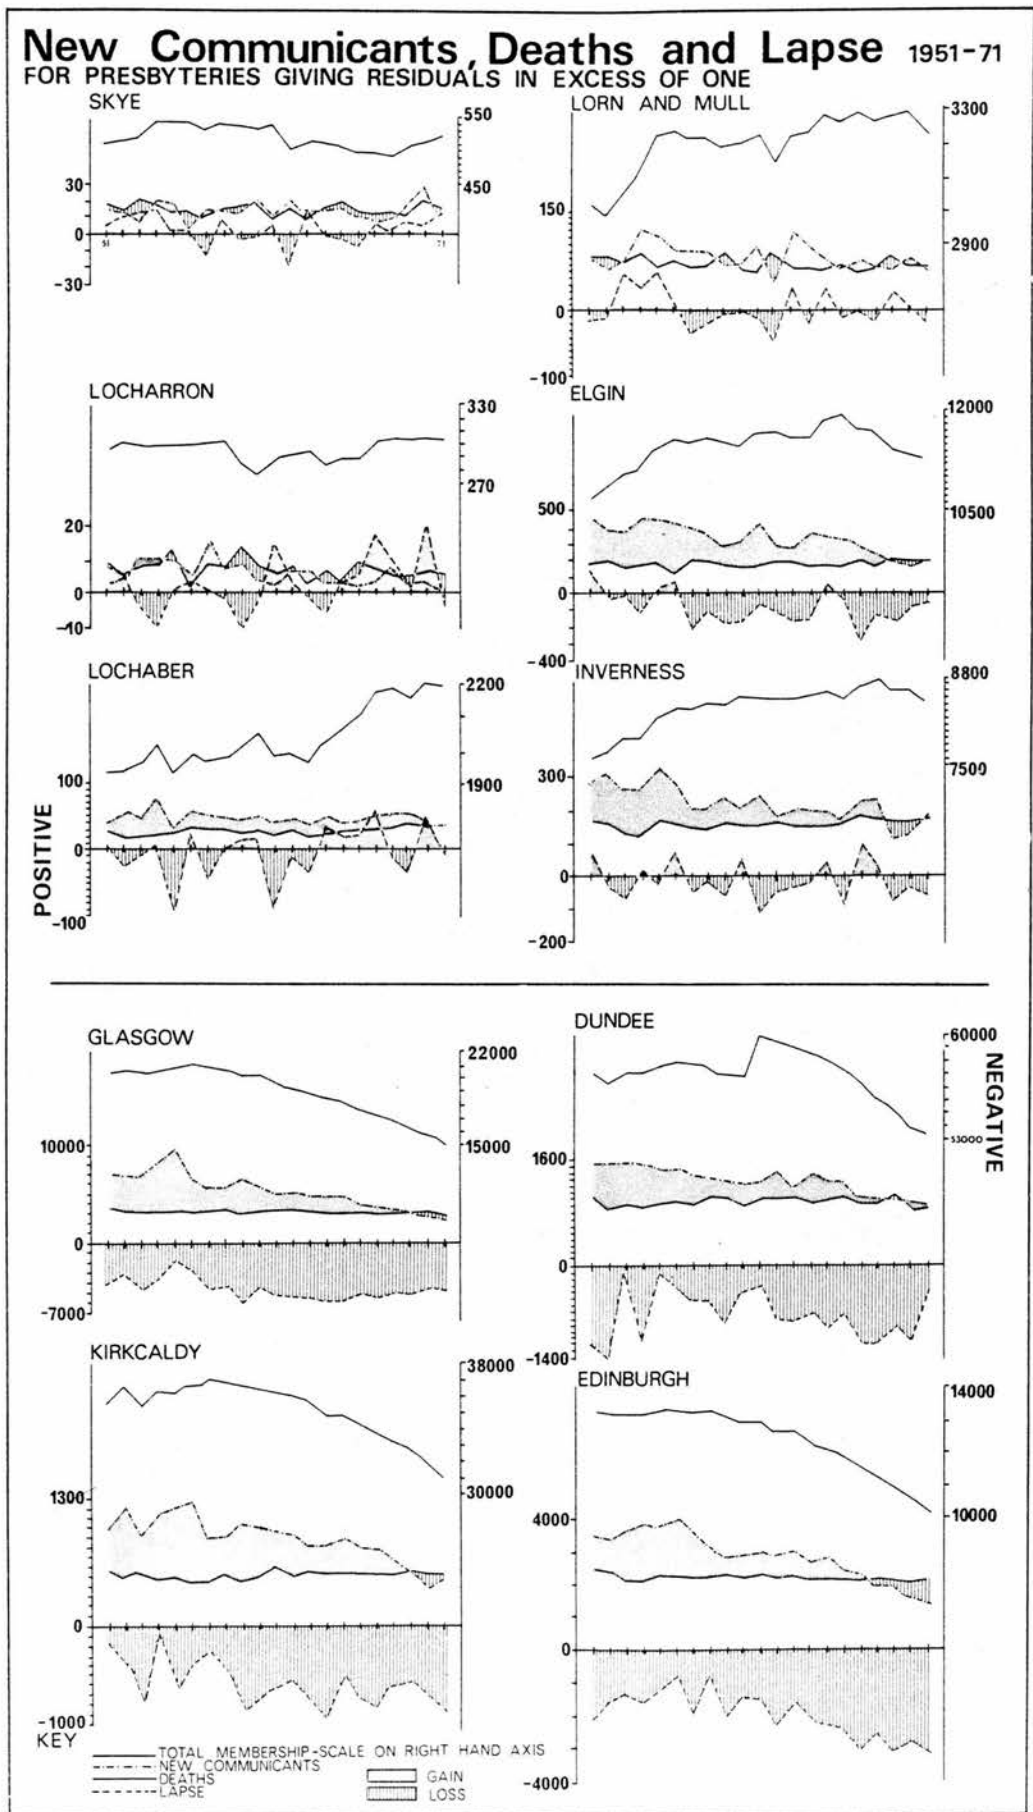 New Communicants, Deaths and Lapse 1951-71
FOR PRESBYTERIES GIVING RESIDUALS IN EXCESS OF ONE
SKYE
550
450
30
0
-30
51
71
LORN AND MULL
3300
2900
150
0
-100
LOCHARRON
330
270
20
0
-10
ELGIN
12000
10500
500
0
-400
LOCHABER
2200
1900
100
0
-100
INVERNESS
8800
7500
300
0
-200
POSITIVE
GLASGOW
22000
15000
10000
0
-7000
DUNDEE
60000
53000
1600
0
-1400
NEGATIVE
KIRKCALDY
38000
30000
1300
0
-1000
EDINBURGH
14000
10000
4000
0
-4000
KEY
TOTAL MEMBERSHIP-SCALE ON RIGHT HAND AXIS
NEW COMMUNICANTS
DEATHS
LAPSE
GAIN
LOSS